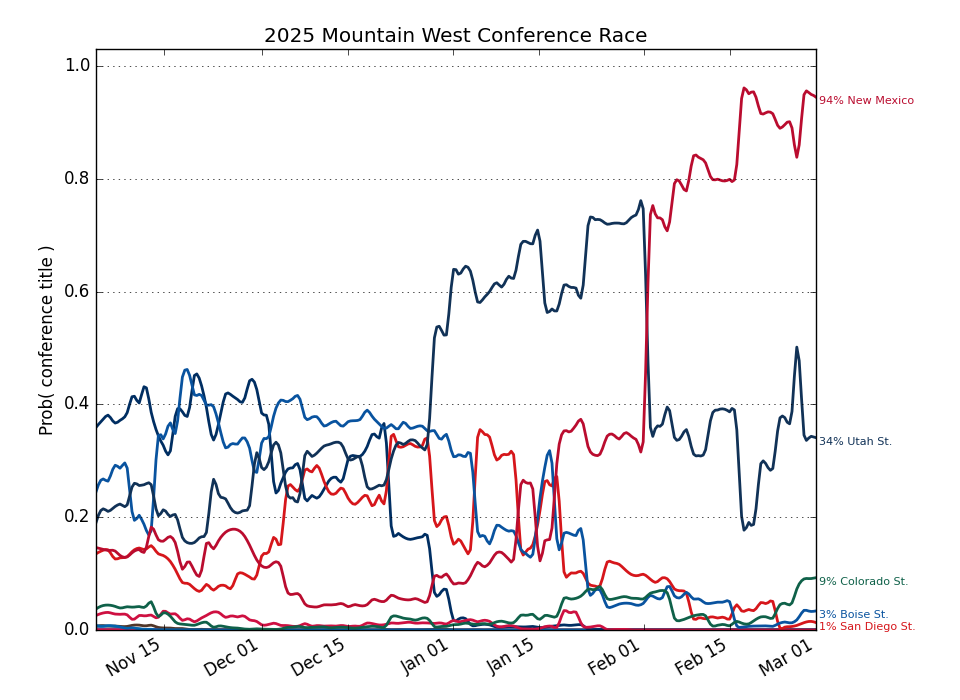 2025 Mountain West Conference Race
Prob( conference title )
1.0
0.8
0.6
0.4
0.2
0.0
Nov 15
Dec 01
Dec 15
Jan 01
Jan 15
Feb 01
Feb 15
Mar 01
94% New Mexico
34% Utah St.
9% Colorado St.
3% Boise St.
1% San Diego St.